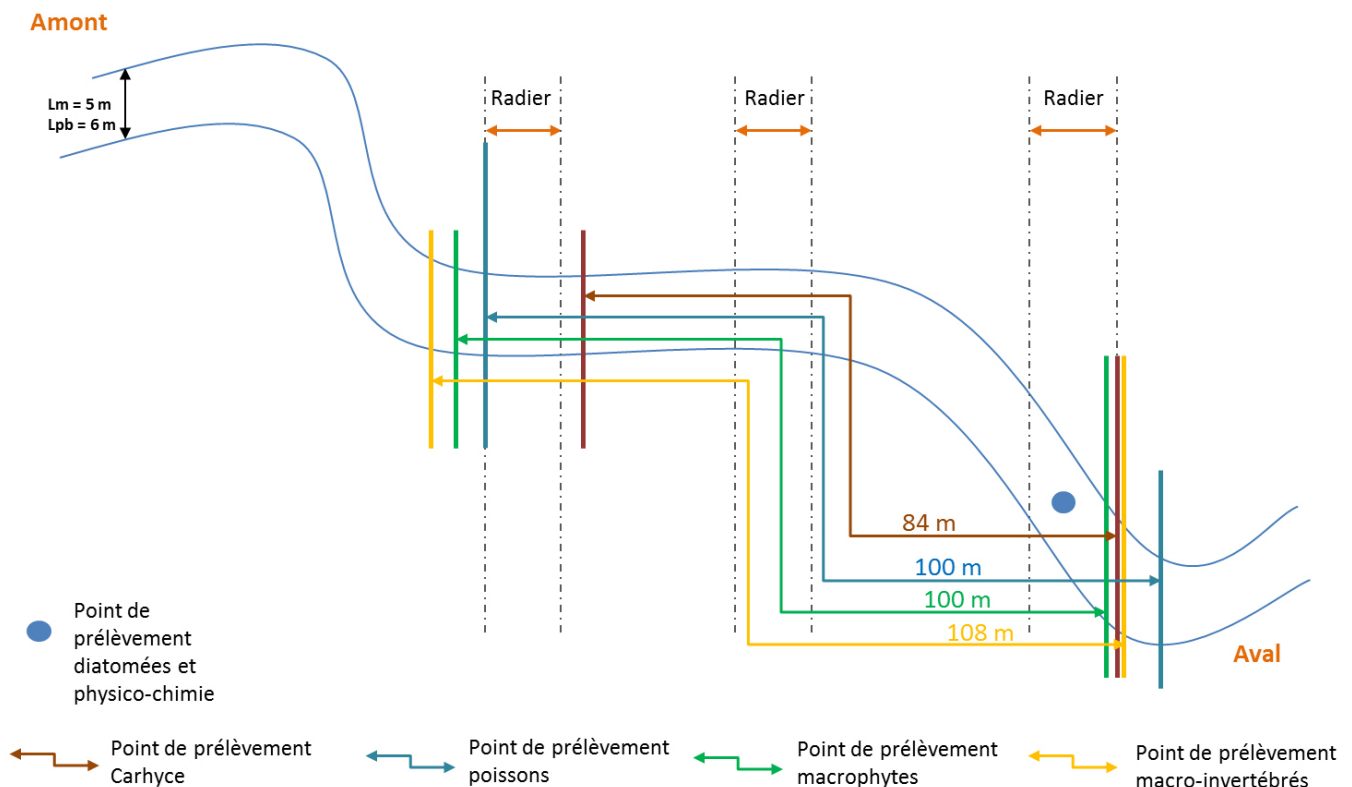 Amont
Lm = 5 m
Lpb = 6 m
Radier
Radier
Radier
84 m
100 m
100 m
108 m
Aval
Point de
prélèvement
diatomées et
physico-chimie
Point de prélèvement
Carhyce
Point de prélèvement
poissons
Point de prélèvement
macrophytes
Point de prélèvement
macro-invertébrés